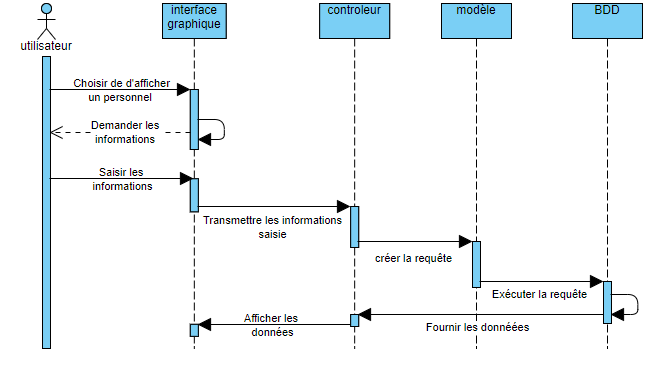 interface
graphique
controleur
modèle
BDD
utilisateur
Choisir de d'afficher
un personnel
Demander les
informations
Saisir les
informations
Transmettre les informations
saisie
créer la requête
Exécuter la requête
Afficher les
données
Fournir les donnéées